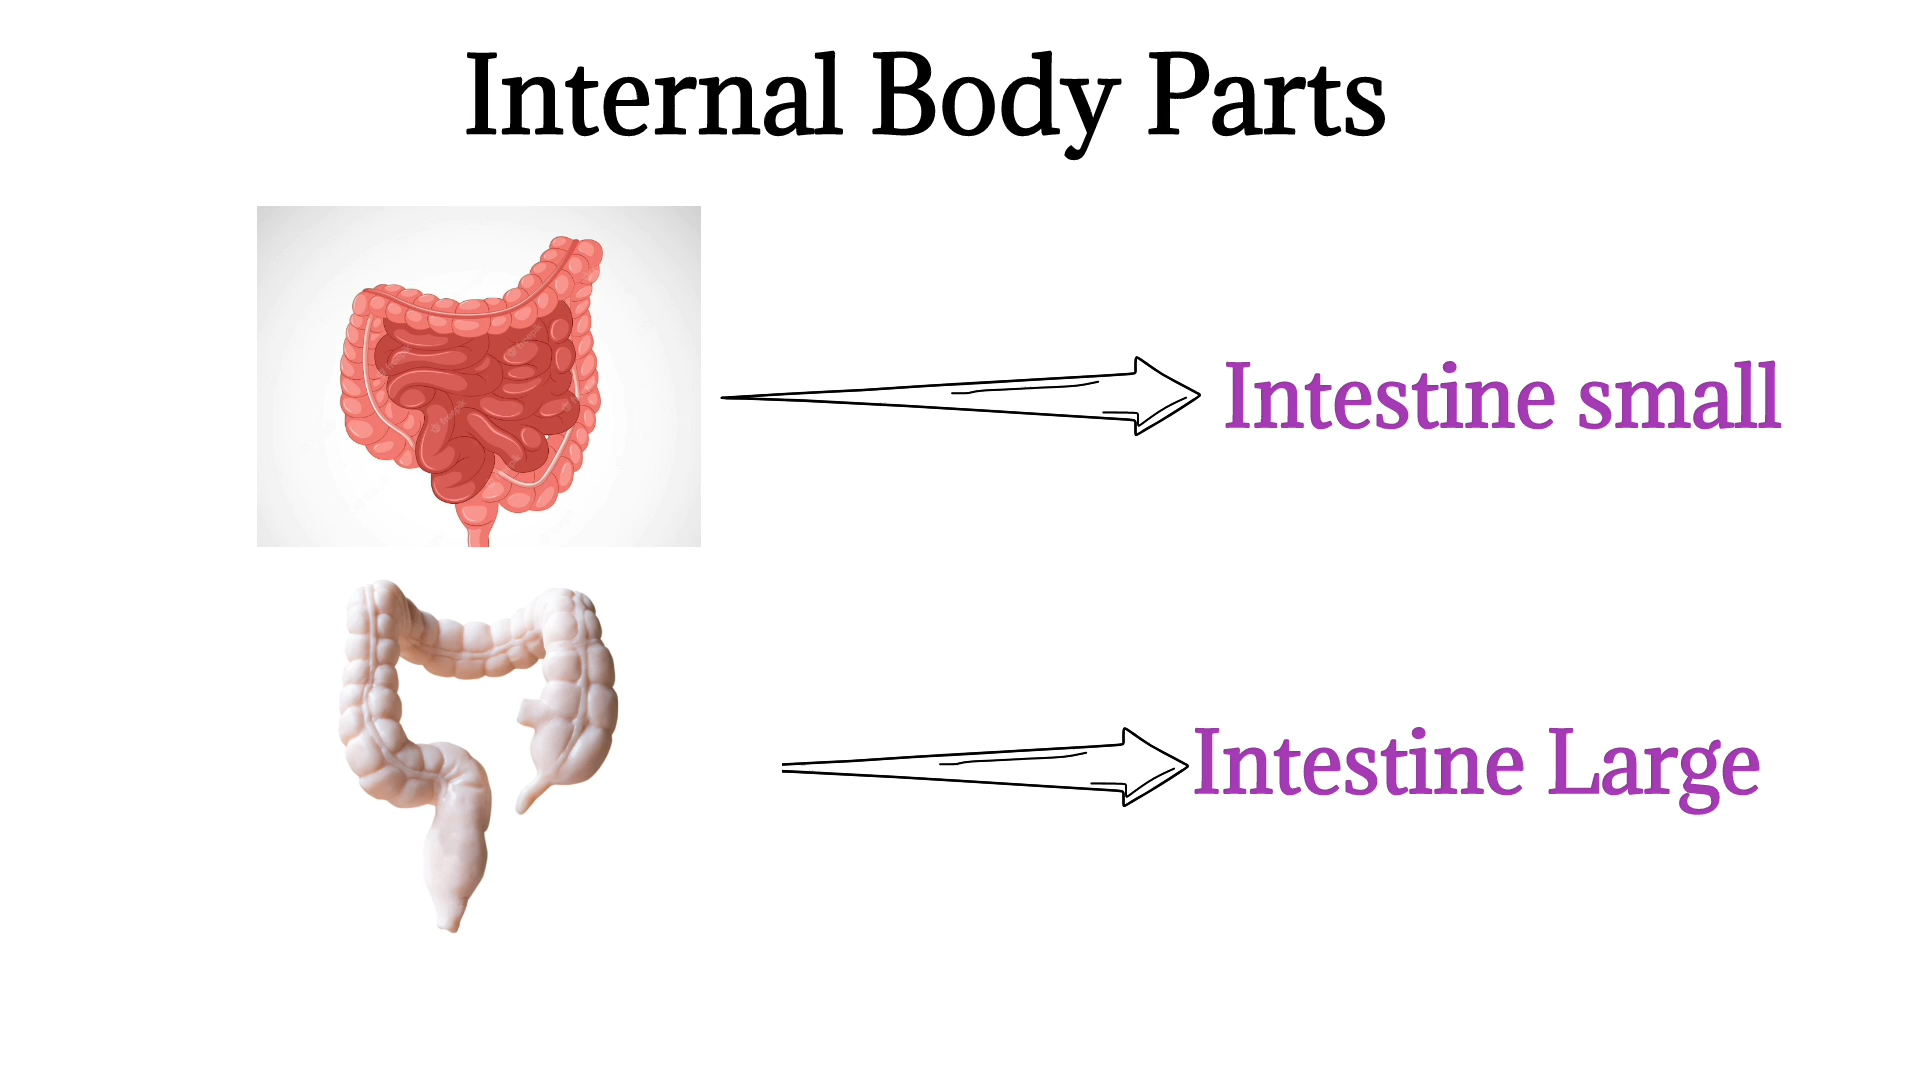 Internal Body Parts
Intestine small
Intestine Large